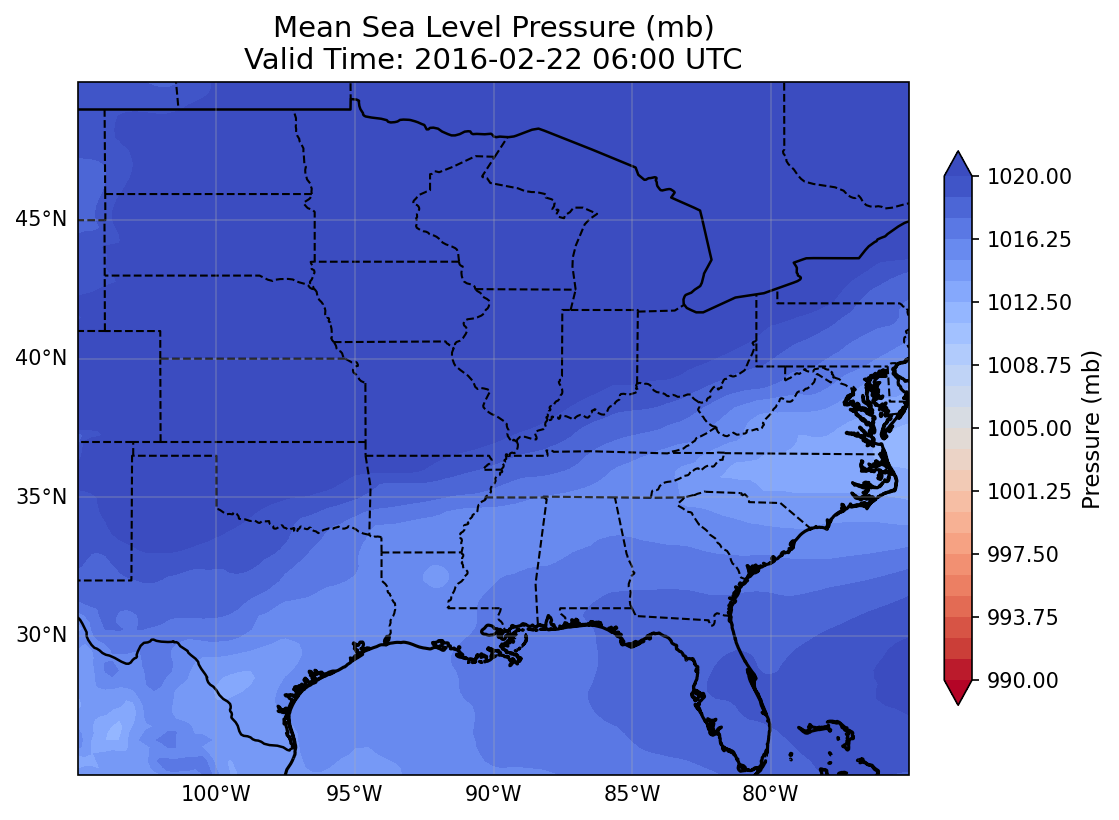 Mean Sea Level Pressure (mb)
Valid Time: 2016-02-22 06:00 UTC
45°N
40°N
35°N
30°N
100°W
95°W
90°W
85°W
80°W
1020.00
1016.25
1012.50
1008.75
1005.00
1001.25
997.50
993.75
990.00
Pressure (mb)